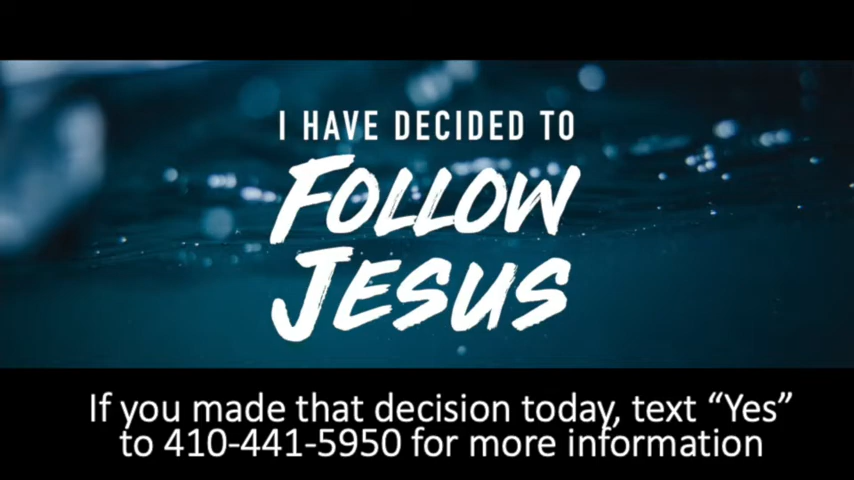 I HAVE DECIDED TO
FOLLOW
JESUS
If you made that decision today, text “Yes”
to 410-441-5950 for more information